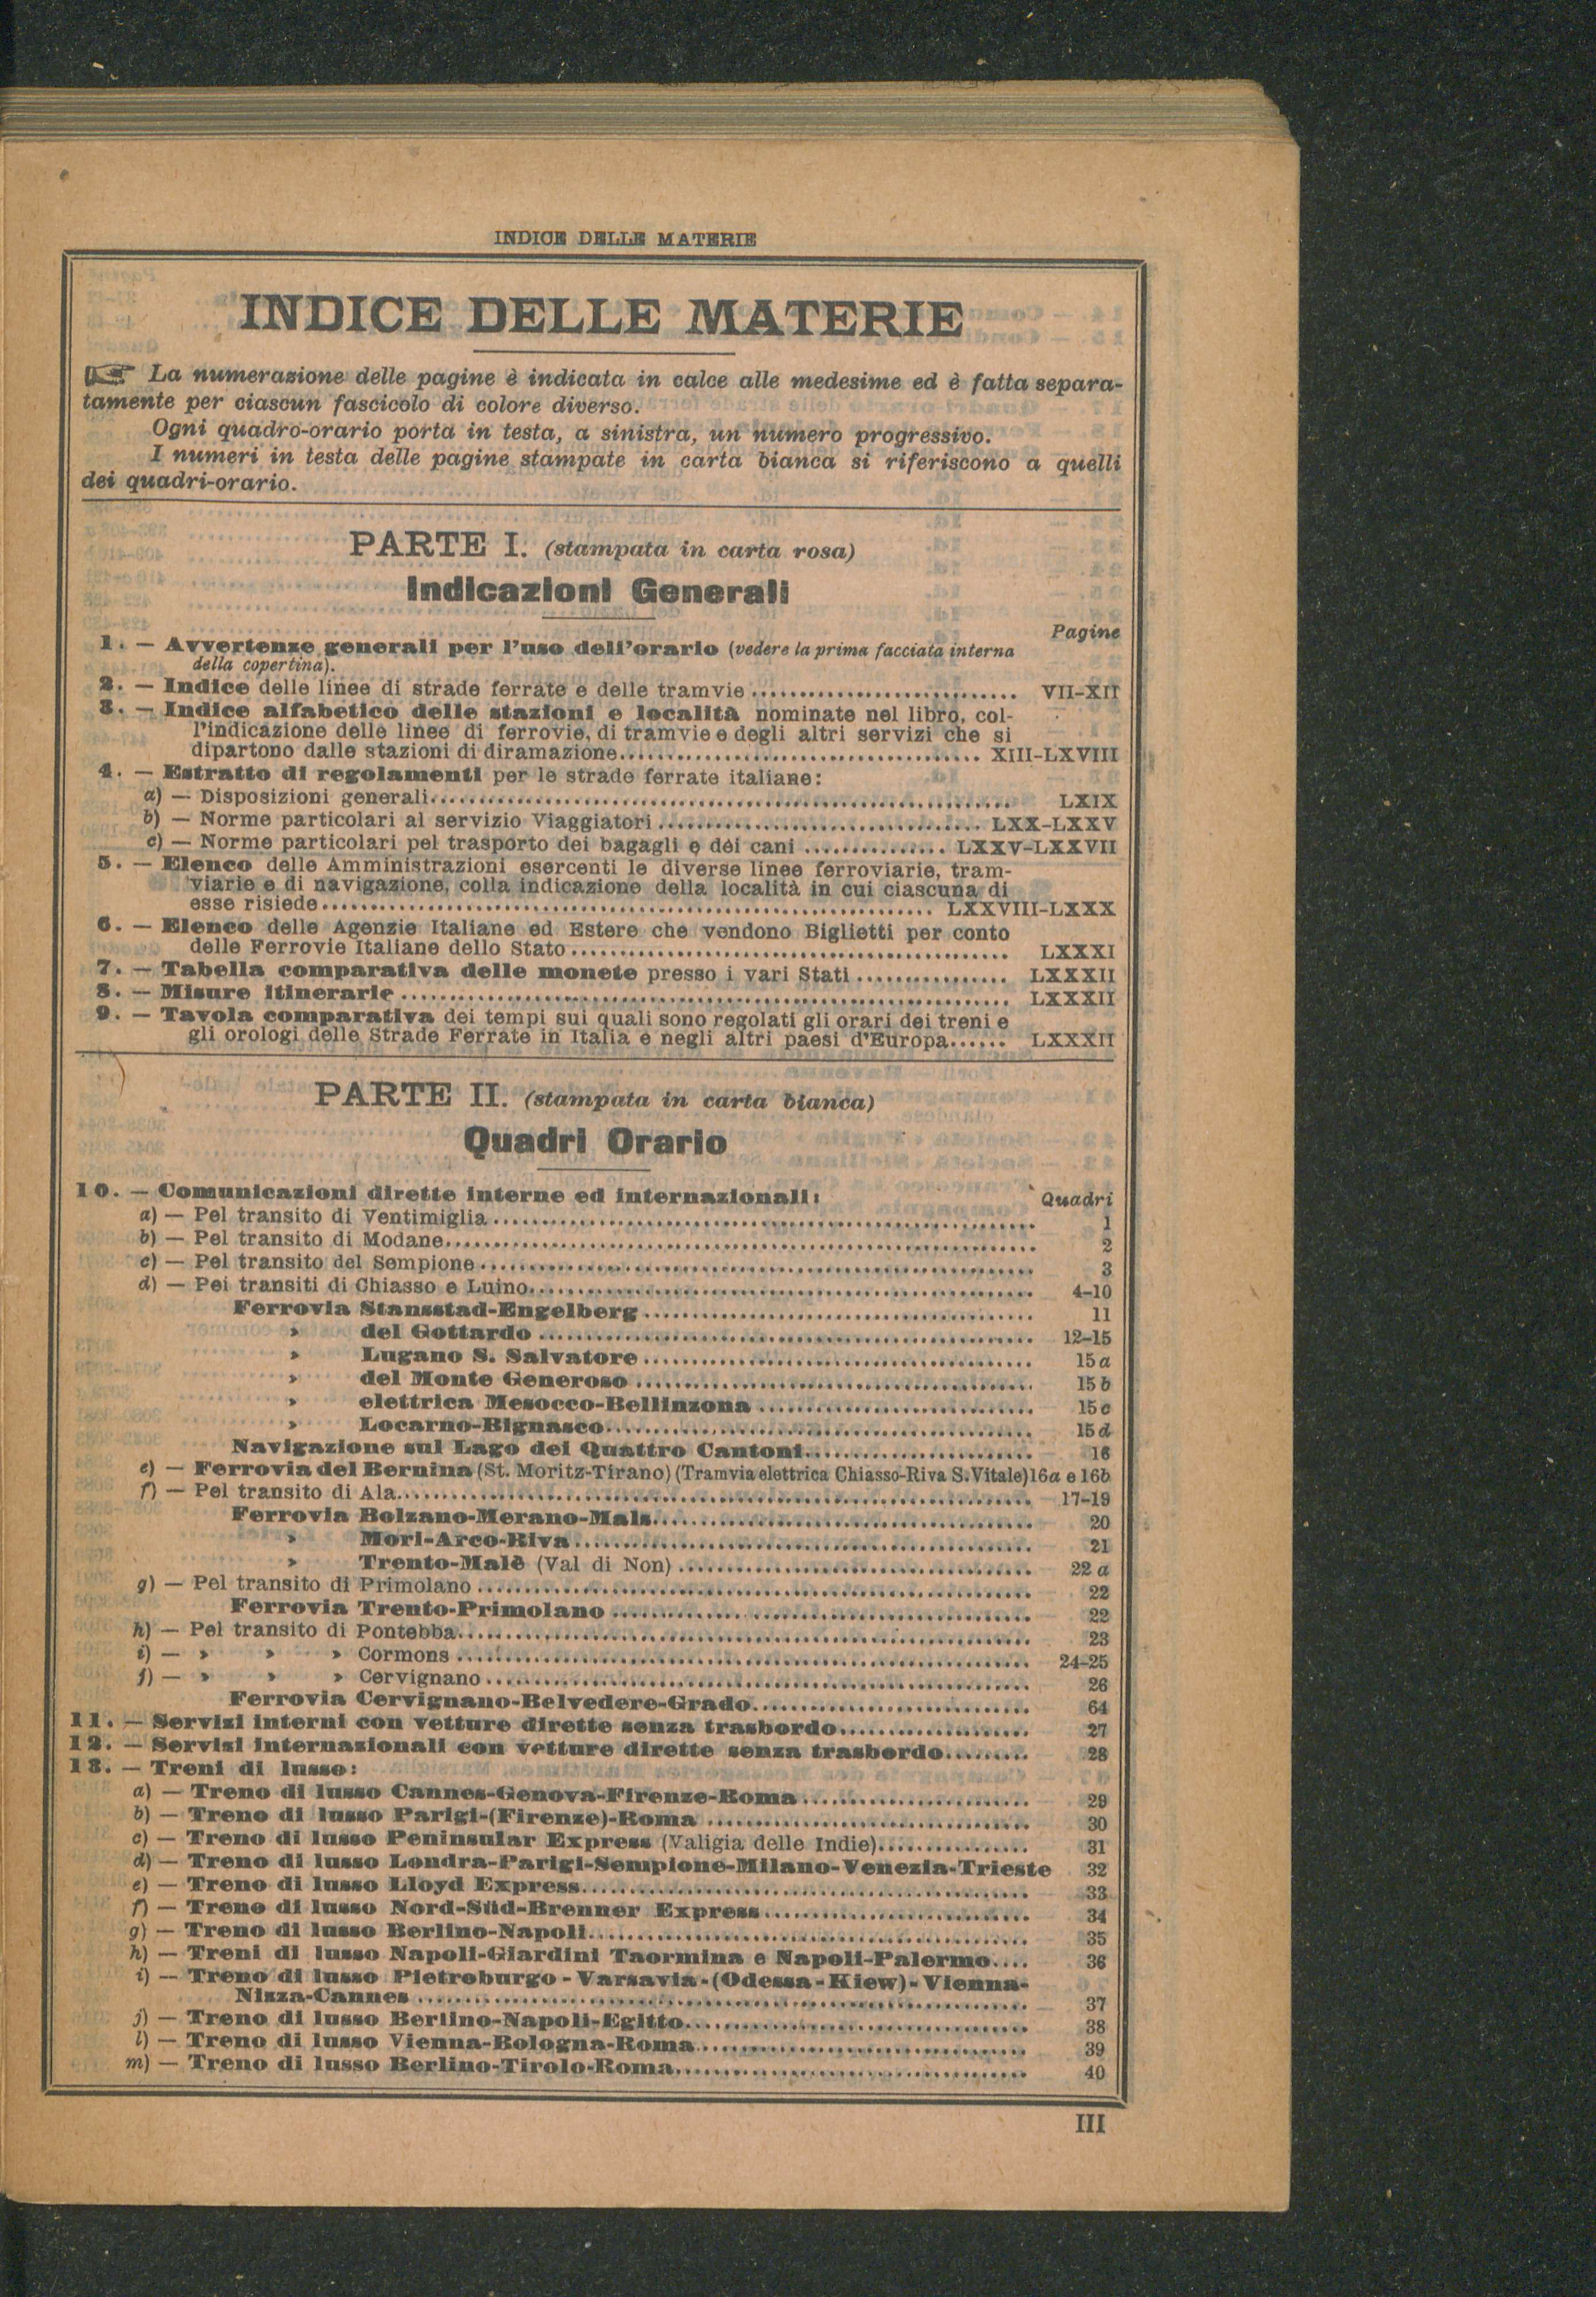 INDICE DELLE MATERIE
INDICE DELLE MATERIE
☞ La numerazione delle pagine è indicata in calce alle medesime ed è fatta separa-
tamente per ciascun fascicolo di colore diverso.
Ogni quadro-orario porta in testa, a sinistra, un numero progressivo.
I numeri in testa delle pagine stampate in carta bianca si riferiscono a quelli
dei quadri-orario.
PARTE I. (stampata in carta rosa)
Indicazioni Generali
Pagine
1. — Avvertenze generali per l'uso dell'orario (vedere la prima facciata interna
della copertina).
2. — Indice delle linee di strade ferrate e delle tramvie ........ VII-XII
3. — Indice alfabetico delle stazioni e località nominate nel libro, col-
l'indicazione delle linee di ferrovie, di tramvie e degli altri servizi che si
dipartono dalle stazioni di diramazione........ XIII-LXVIII
4. — Estratto di regolamenti per le strade ferrate italiane:
a) — Disposizioni generali........ LXIX
b) — Norme particolari al servizio Viaggiatori ........ LXX-LXXV
c) — Norme particolari pel trasporto dei bagagli e dei cani ........ LXXV-LXXVII
5. — Elenco delle Amministrazioni esercenti le diverse linee ferroviarie, tram-
viarie e di navigazione, colla indicazione della località in cui ciascuna di
esse risiede........ LXXVIII-LXXX
6. — Elenco delle Agenzie Italiane ed Estere che vendono Biglietti per conto
delle Ferrovie Italiane dello Stato ........ LXXXI
7. — Tabella comparativa delle monete presso i vari Stati ........ LXXXII
8. — Misure itinerarie ........ LXXXII
9. — Tavola comparativa dei tempi sui quali sono regolati gli orari dei treni e
gli orologi delle Strade Ferrate in Italia e negli altri paesi d'Europa...... LXXXII
PARTE II. (stampata in carta bianca)
Quadri Orario
10. — Comunicazioni dirette interne ed internazionali: Quadri
a) — Pel transito di Ventimiglia ........ 1
b) — Pel transito di Modane........ 2
c) — Pel transito del Sempione ........ 3
d) — Pei transiti di Chiasso e Luino........ 4-10
Ferrovia Stansstad-Engelberg ........ 11
» del Gottardo ........ 12-15
» Lugano S. Salvatore ........ 15a
» del Monte Generoso ........ 15b
» elettrica Mesocco-Bellinzona ........ 15c
» Locarno-Bignasco........ 15d
Navigazione sul Lago dei Quattro Cantoni........ 16
e) — Ferrovia del Bernina (St. Moritz-Tirano) (Tramvia elettrica Chiasso-Riva S. Vitale) 16a e 16b
f) — Pel transito di Ala........ 17-19
Ferrovia Bolzano-Merano-Mals........ 20
» Mori-Arco-Riva........ 21
» Trento-Malè (Val di Non) ........ 22 a
g) — Pel transito di Primolano ........ 22
Ferrovia Trento-Primolano ........ 22
h) — Pel transito di Pontebba........ 23
i) — » » » Cormons ........ 24-25
j) — » » » Cervignano ........ 26
Ferrovia Cervignano-Belvedere-Grado........ 64
11. — Servizi interni con vetture dirette senza trasbordo........ 27
12. — Servizi internazionali con vetture dirette senza trasbordo........ 28
13. — Treni di lusso:
a) — Treno di lusso Cannes-Genova-Firenze-Roma ........ 29
b) — Treno di lusso Parigi-(Firenze)-Roma ........ 30
c) — Treno di lusso Peninsular Express (Valigia delle Indie)........ 31
d) — Treno di lusso Londra-Parigi-Sempione-Milano-Venezia-Trieste 32
e) — Treno di lusso Lloyd Express........ 33
f) — Treno di lusso Nord-Süd-Brenner Express........ 34
g) — Treno di lusso Berlino-Napoli........ 35
h) — Treni di lusso Napoli-Giardini Taormina e Napoli-Palermo.... 36
i) — Treno di lusso Pietroburgo-Varsavia-(Odessa-Kiew)-Vienna-
Nizza-Cannes ........ 37
j) — Treno di lusso Berlino-Napoli-Egitto........ 38
l) — Treno di lusso Vienna-Bologna-Roma........ 39
m) — Treno di lusso Berlino-Tirolo-Roma........ 40
III